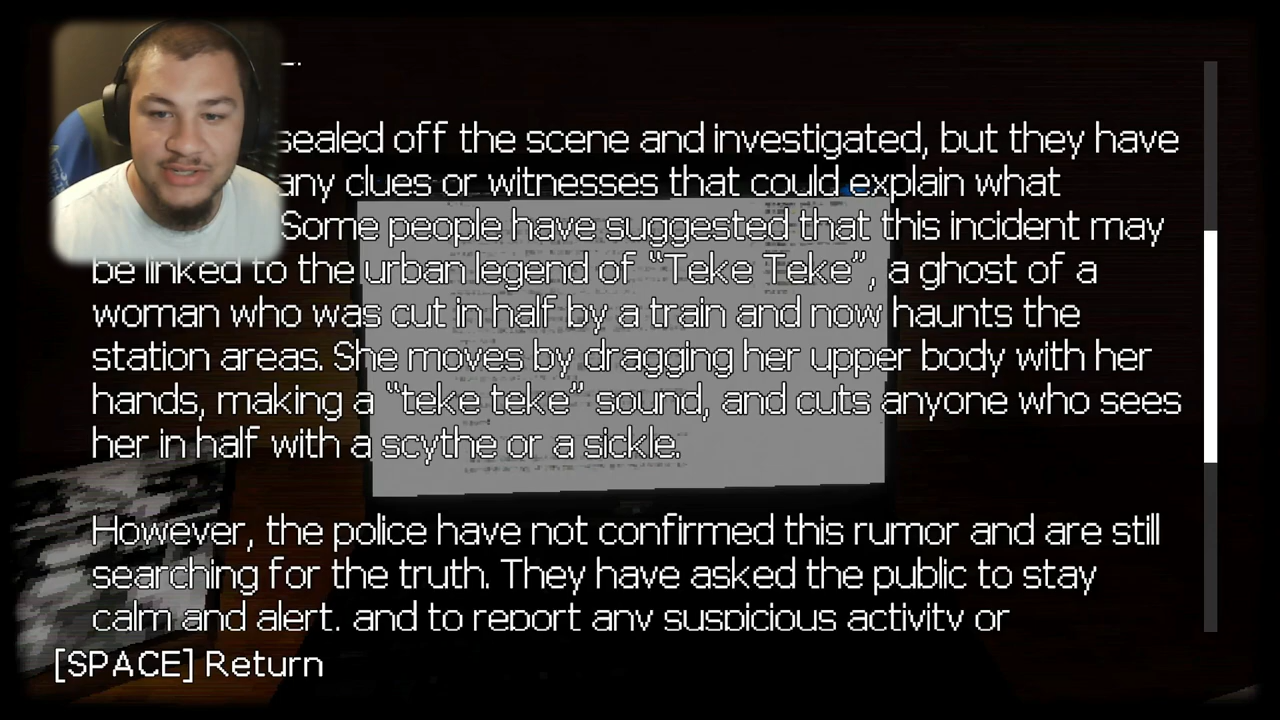 sealed off the scene and investigated, but they have
any clues or witnesses that could explain what
Some people have suggested that this incident may
be linked to the urban legend of “Teke Teke”, a ghost of a
woman who was cut in half by a train and now haunts the
station areas. She moves by dragging her upper body with her
hands, making a “teke teke” sound, and cuts anyone who sees
her in half with a scythe or a sickle.
However, the police have not confirmed this rumor and are still
searching for the truth. They have asked the public to stay
calm and alert, and to report any suspicious activity or
[SPACE] Return